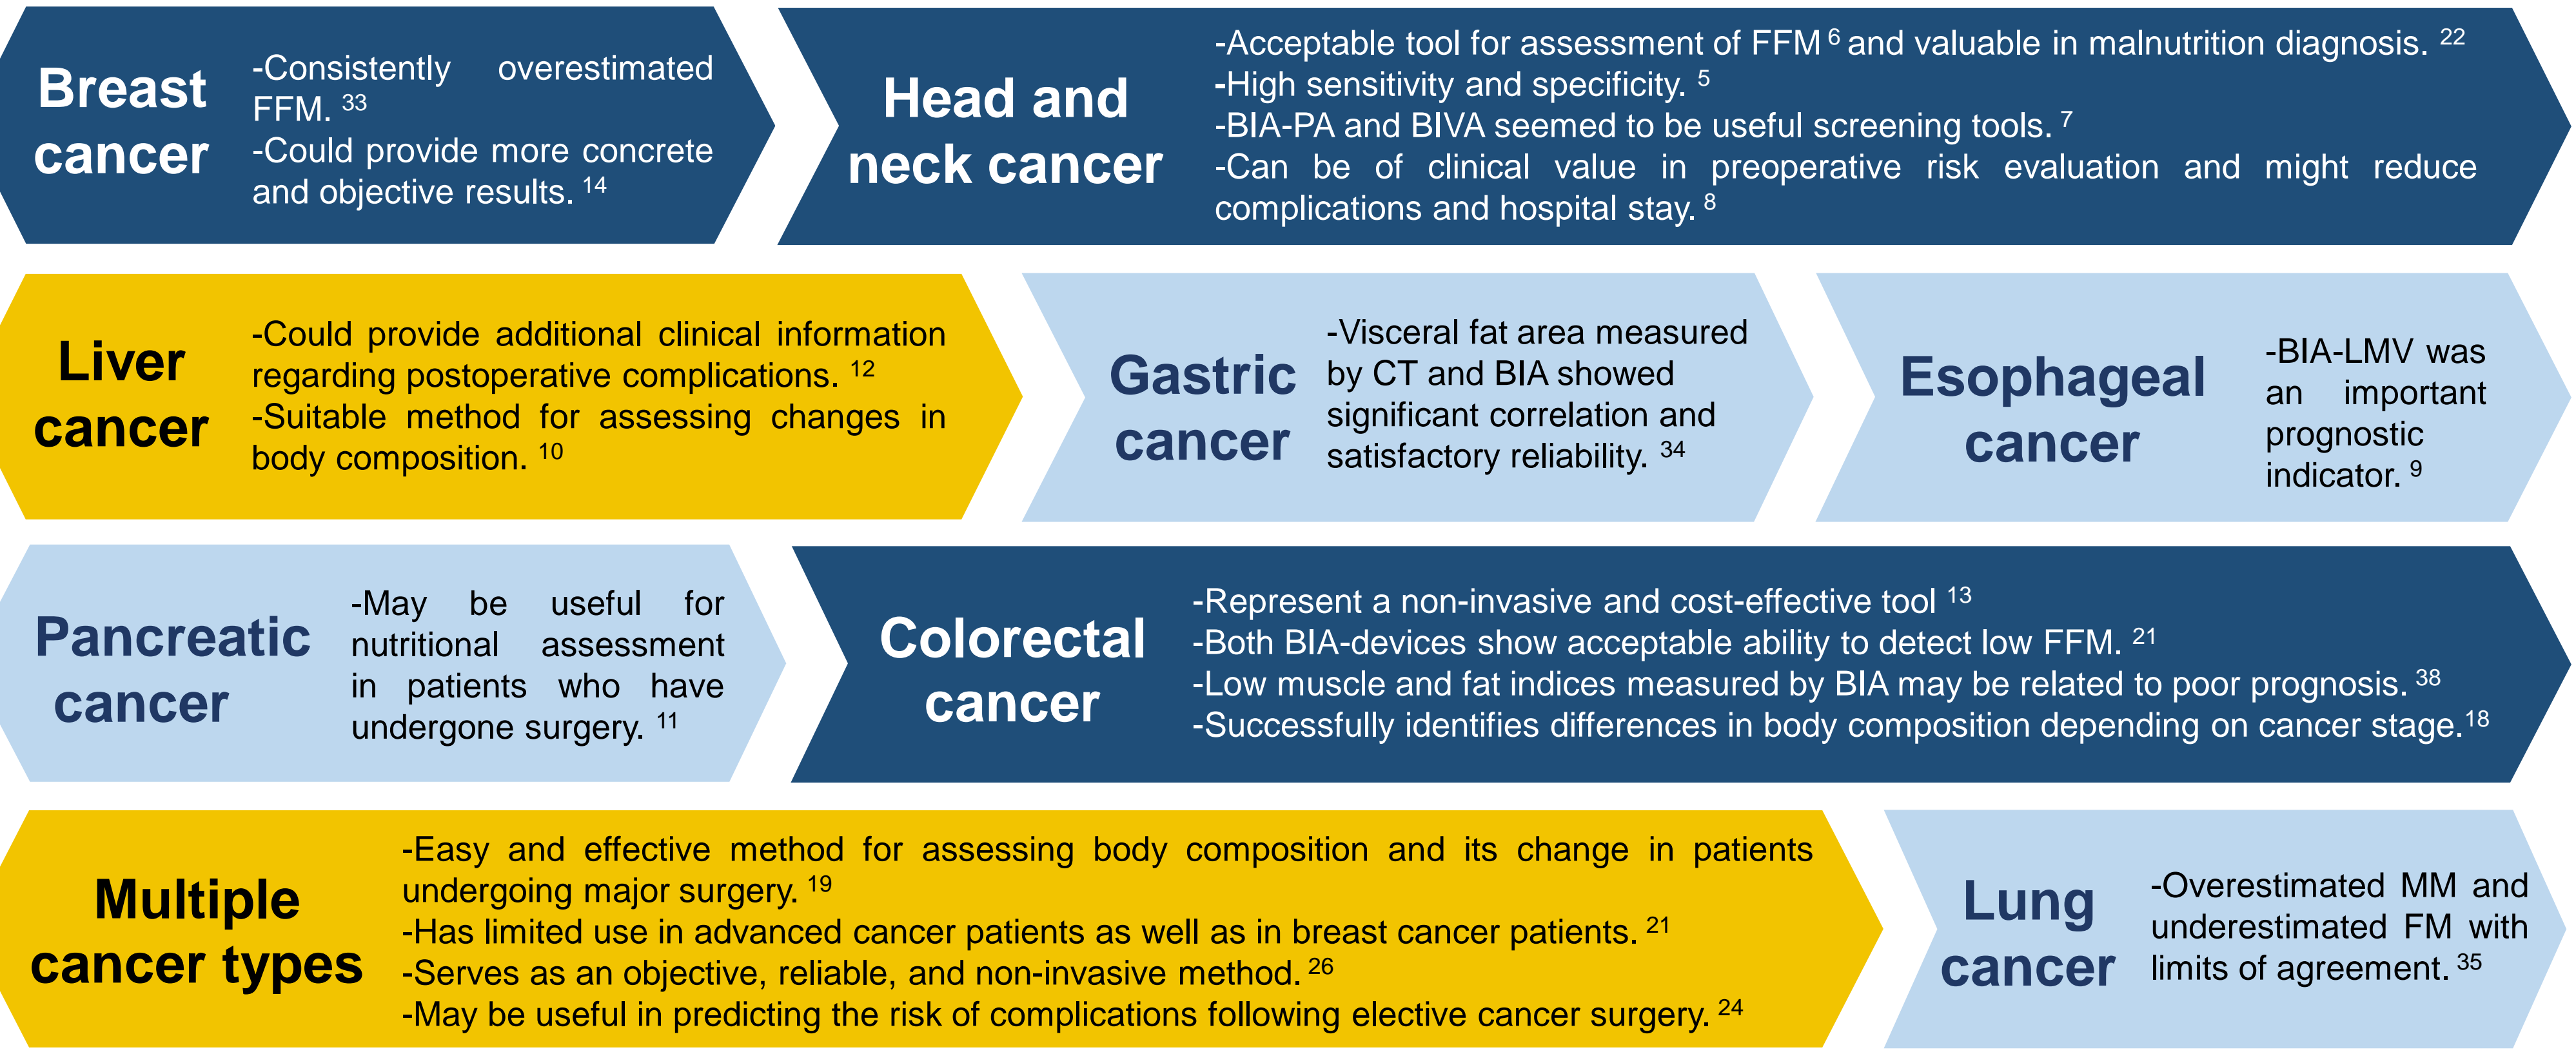 Breast
cancer
-Consistently overestimated
FFM. 33
-Could provide more concrete
and objective results. 14
Head and
neck cancer
-Acceptable tool for assessment of FFM 6 and valuable in malnutrition diagnosis. 22
-High sensitivity and specificity. 5
-BIA-PA and BIVA seemed to be useful screening tools. 7
-Can be of clinical value in preoperative risk evaluation and might reduce
complications and hospital stay. 8
Liver
cancer
-Could provide additional clinical information
regarding postoperative complications. 12
-Suitable method for assessing changes in
body composition. 10
Gastric
cancer
-Visceral fat area measured
by CT and BIA showed
significant correlation and
satisfactory reliability. 34
Esophageal
cancer
-BIA-LMV was
an important
prognostic
indicator. 9
Pancreatic
cancer
-May be useful for
nutritional assessment
in patients who have
undergone surgery. 11
Colorectal
cancer
-Represent a non-invasive and cost-effective tool 13
-Both BIA-devices show acceptable ability to detect low FFM. 21
-Low muscle and fat indices measured by BIA may be related to poor prognosis. 38
-Successfully identifies differences in body composition depending on cancer stage.18
Multiple
cancer types
-Easy and effective method for assessing body composition and its change in patients
undergoing major surgery. 19
-Has limited use in advanced cancer patients as well as in breast cancer patients. 21
-Serves as an objective, reliable, and non-invasive method. 26
-May be useful in predicting the risk of complications following elective cancer surgery. 24
Lung
cancer
-Overestimated MM and
underestimated FM with
limits of agreement. 35